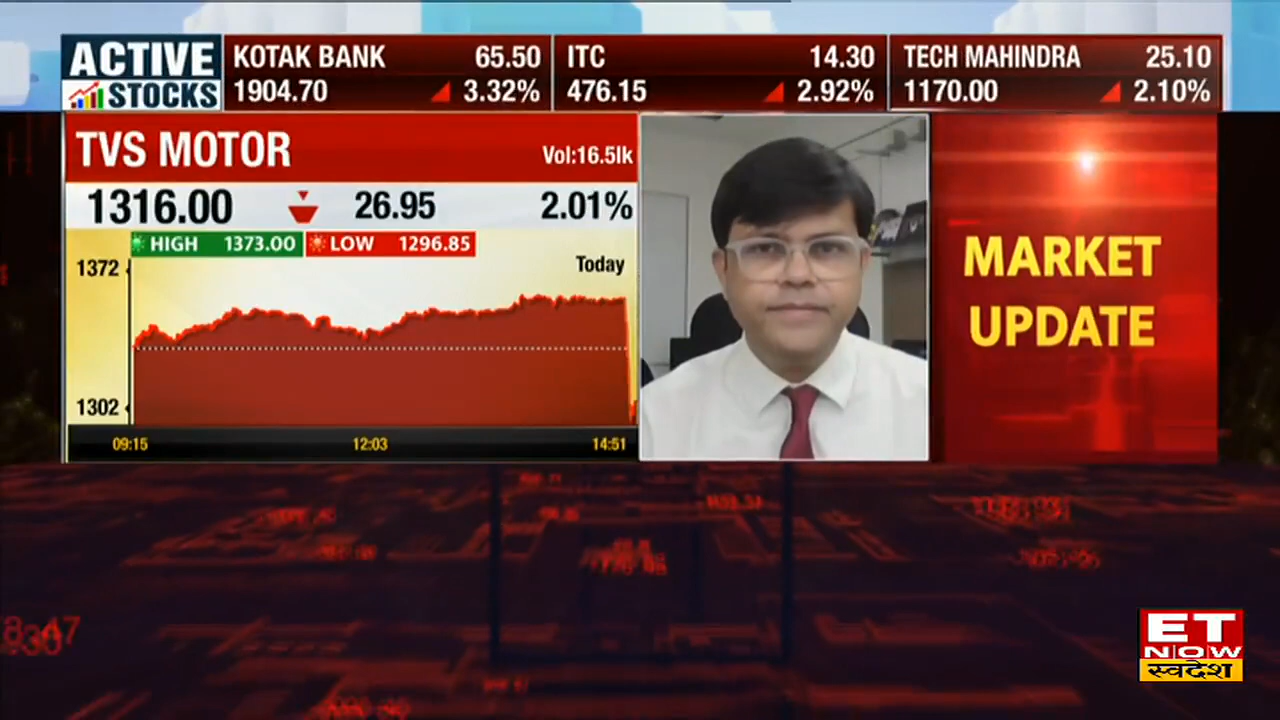 ACTIVE
STOCKS
KOTAK BANK 65.50
1904.70 3.32%
ITC 14.30
476.15 2.92%
TECH MAHINDRA 25.10
1170.00 2.10%
TVS MOTOR Vol:16.5lk
1316.00 26.95 2.01%
HIGH 1373.00 LOW 1296.85
Today
1372
1302
09:15 12:03 14:51
MARKET
UPDATE
ET
NOW
स्वदेश